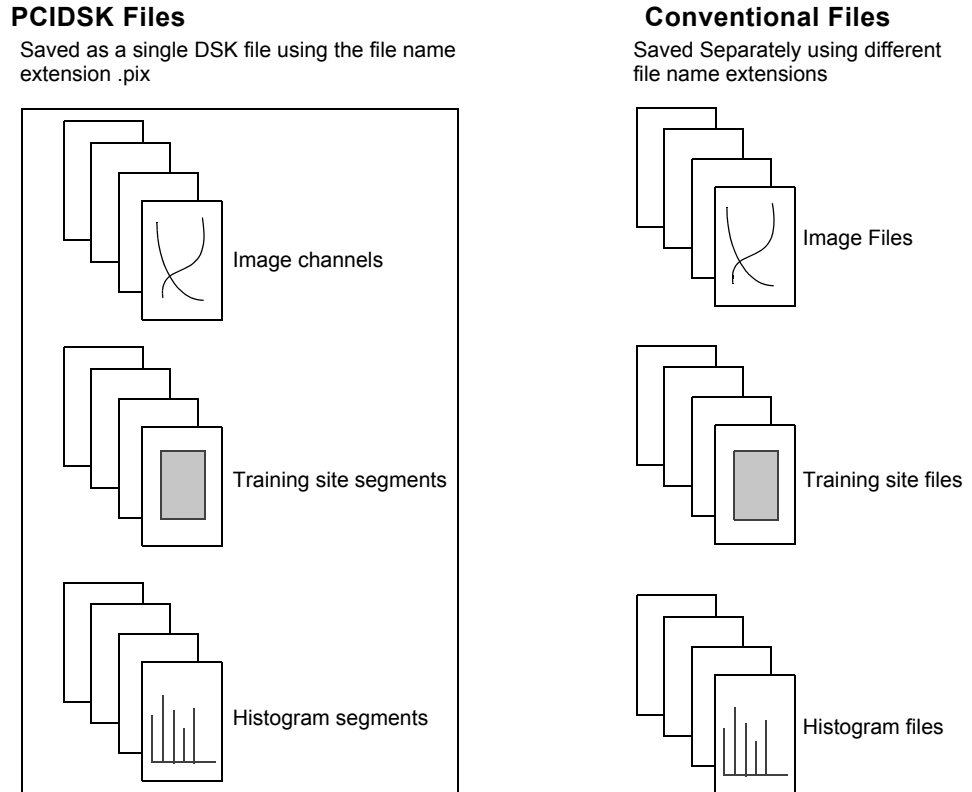 PCIDSK Files
Saved as a single DSK file using the file name
extension .pix
Image channels
Training site segments
Histogram segments
Conventional Files
Saved Separately using different
file name extensions
Image Files
Training site files
Histogram files